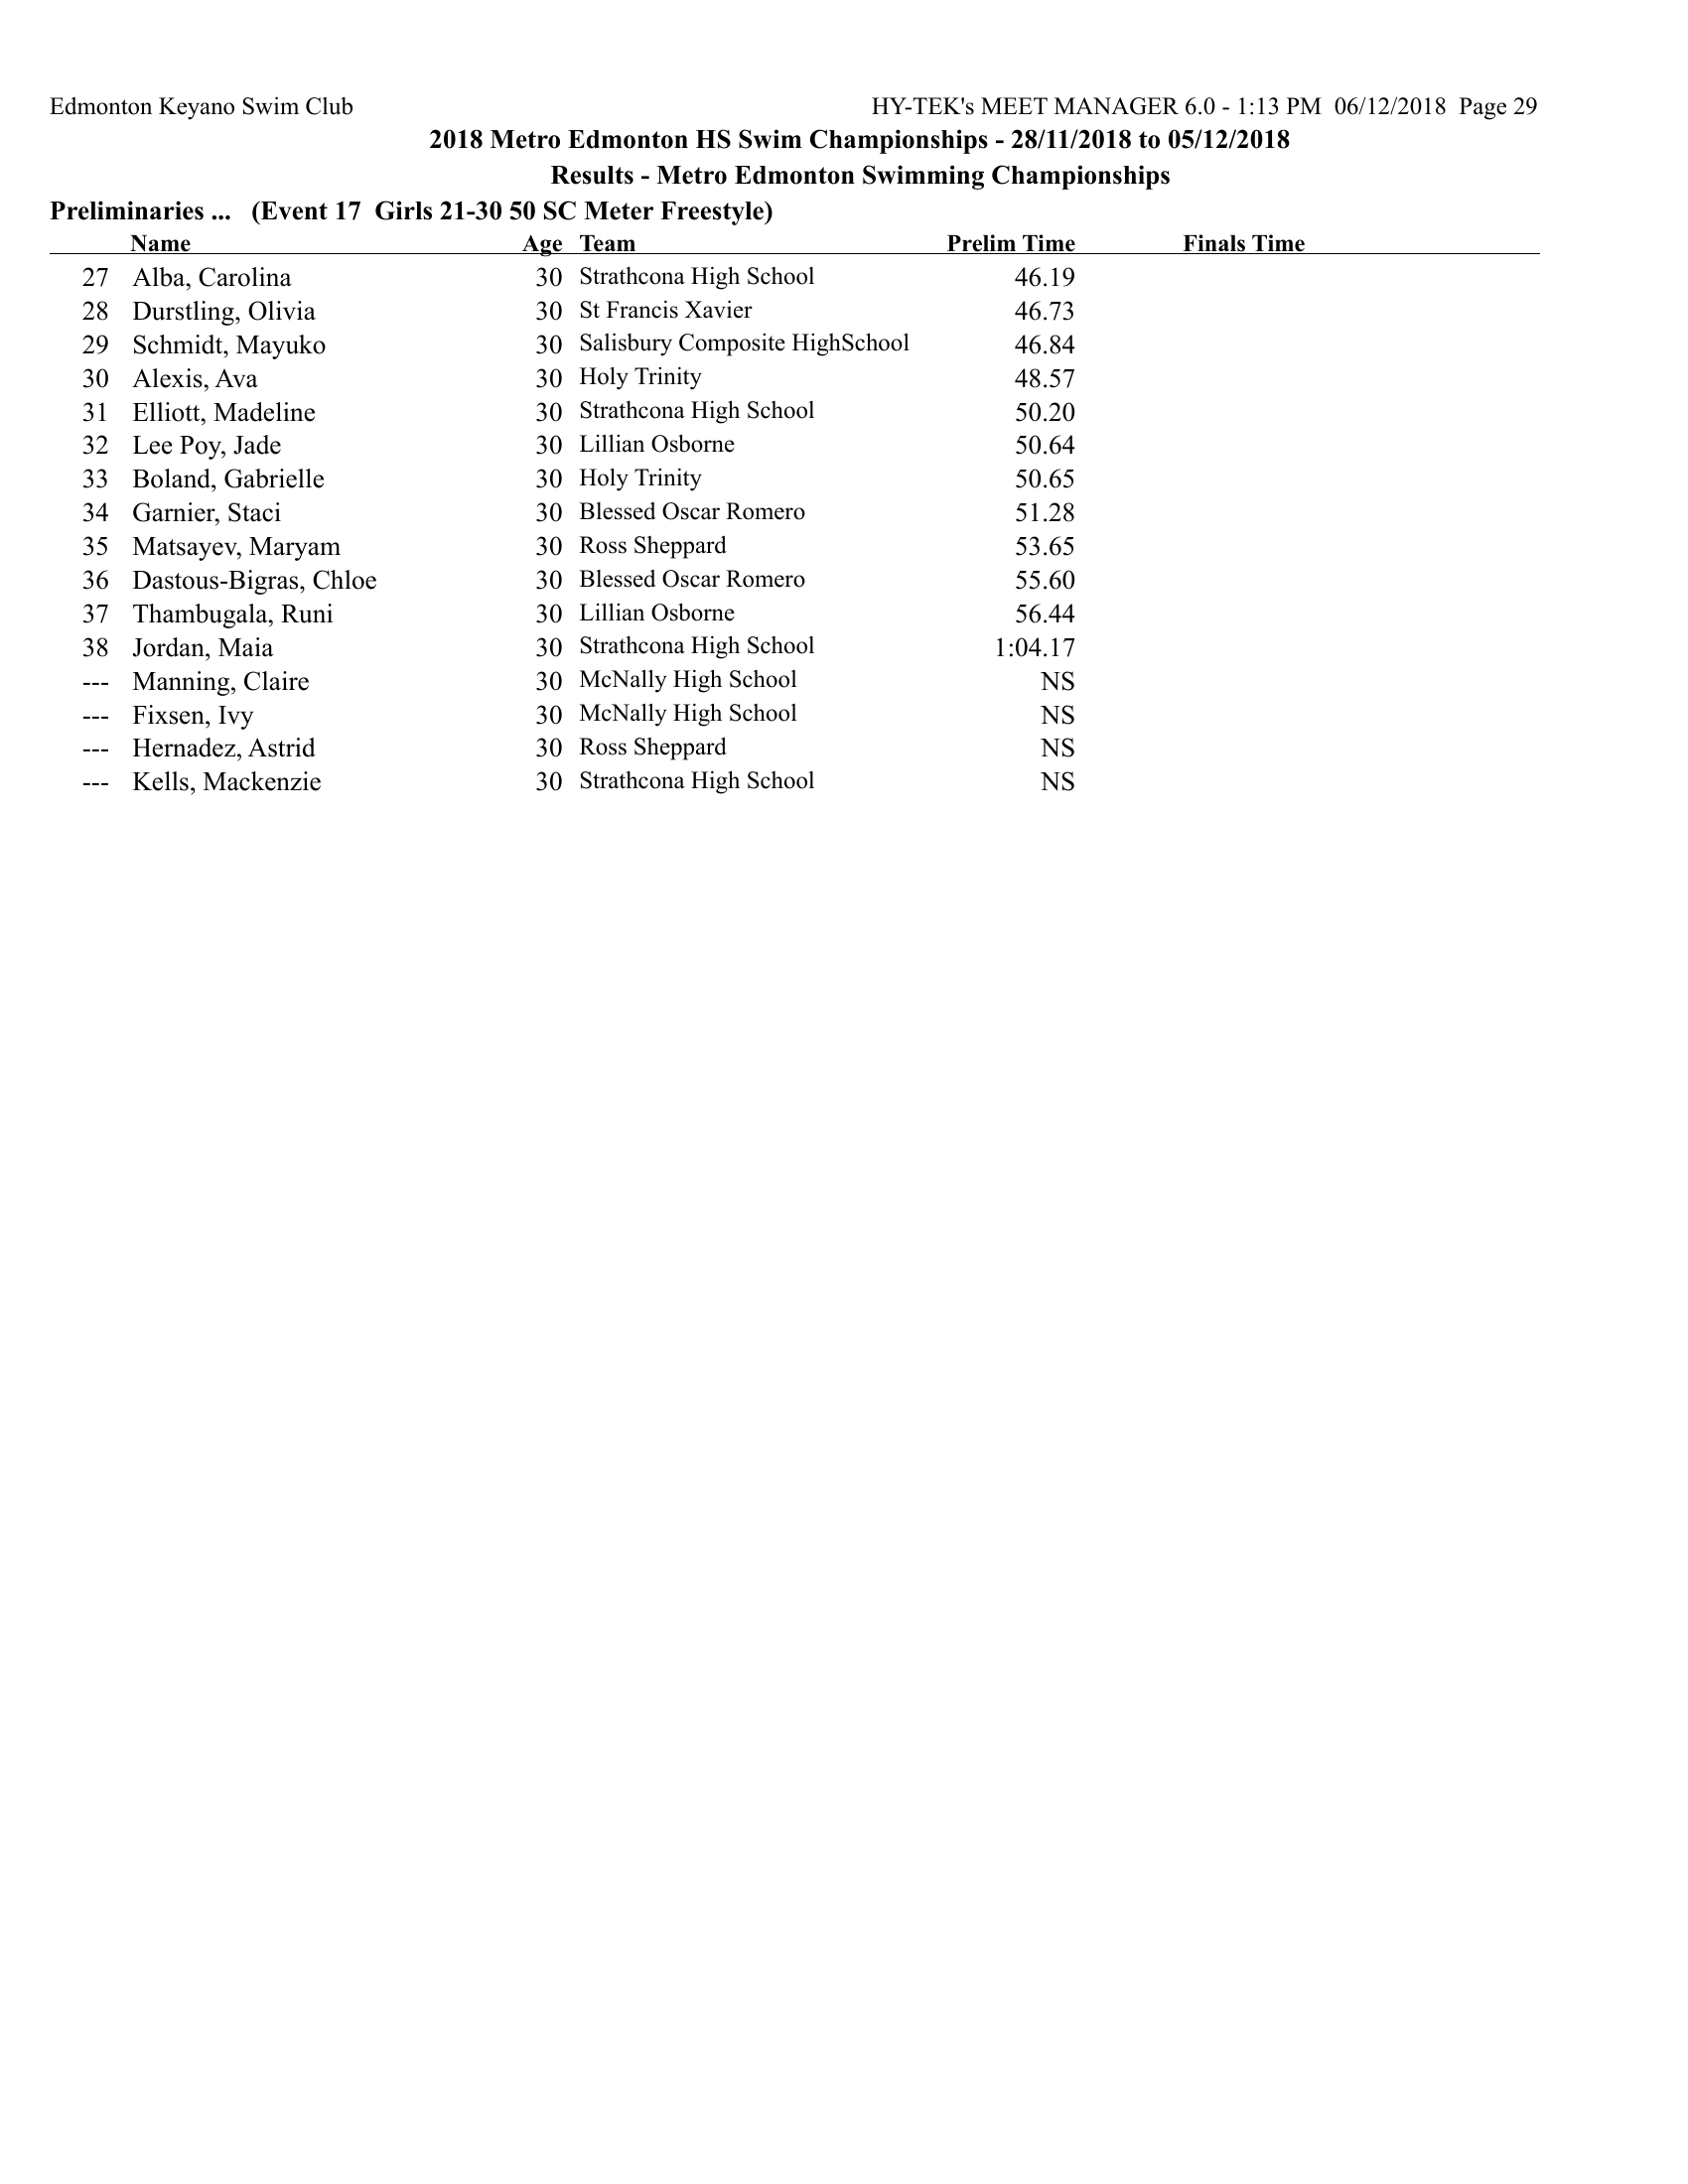 Edmonton Keyano Swim Club HY-TEK's MEET MANAGER 6.0 - 1:13 PM 06/12/2018 Page 29
2018 Metro Edmonton HS Swim Championships - 28/11/2018 to 05/12/2018
Results - Metro Edmonton Swimming Championships
Preliminaries ... (Event 17 Girls 21-30 50 SC Meter Freestyle)
Name Age Team Prelim Time Finals Time
27 Alba, Carolina 30 Strathcona High School 46.19
28 Durstling, Olivia 30 St Francis Xavier 46.73
29 Schmidt, Mayuko 30 Salisbury Composite HighSchool 46.84
30 Alexis, Ava 30 Holy Trinity 48.57
31 Elliott, Madeline 30 Strathcona High School 50.20
32 Lee Poy, Jade 30 Lillian Osborne 50.64
33 Boland, Gabrielle 30 Holy Trinity 50.65
34 Garnier, Staci 30 Blessed Oscar Romero 51.28
35 Matsayev, Maryam 30 Ross Sheppard 53.65
36 Dastous-Bigras, Chloe 30 Blessed Oscar Romero 55.60
37 Thambugala, Runi 30 Lillian Osborne 56.44
38 Jordan, Maia 30 Strathcona High School 1:04.17
--- Manning, Claire 30 McNally High School NS
--- Fixsen, Ivy 30 McNally High School NS
--- Hernadez, Astrid 30 Ross Sheppard NS
--- Kells, Mackenzie 30 Strathcona High School NS